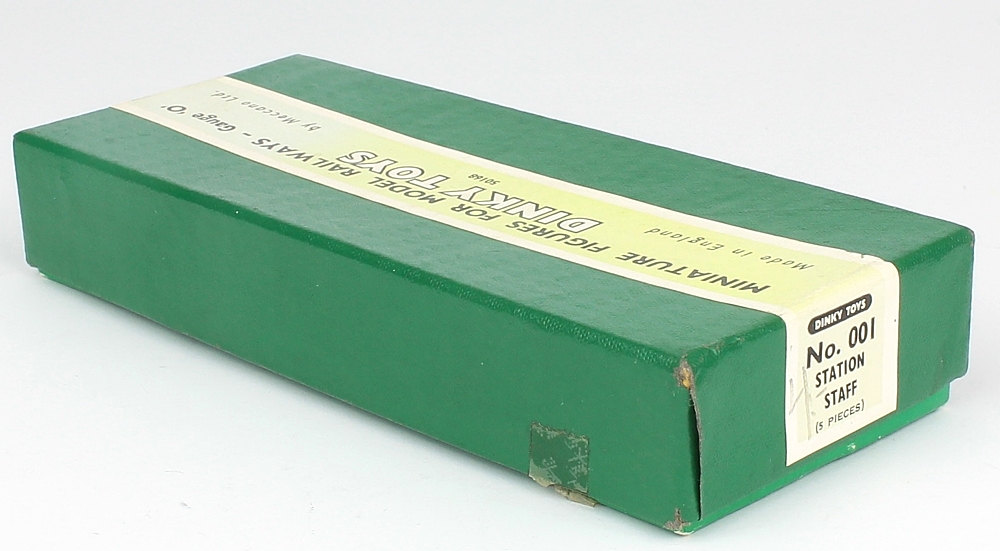 MINIATURE FIGURES FOR MODEL RAILWAYS - Gauge 'O'
DINKY TOYS
50168
Made in England
by Meccano Ltd.
DINKY TOYS
No. 001
STATION
STAFF
(5 PIECES)